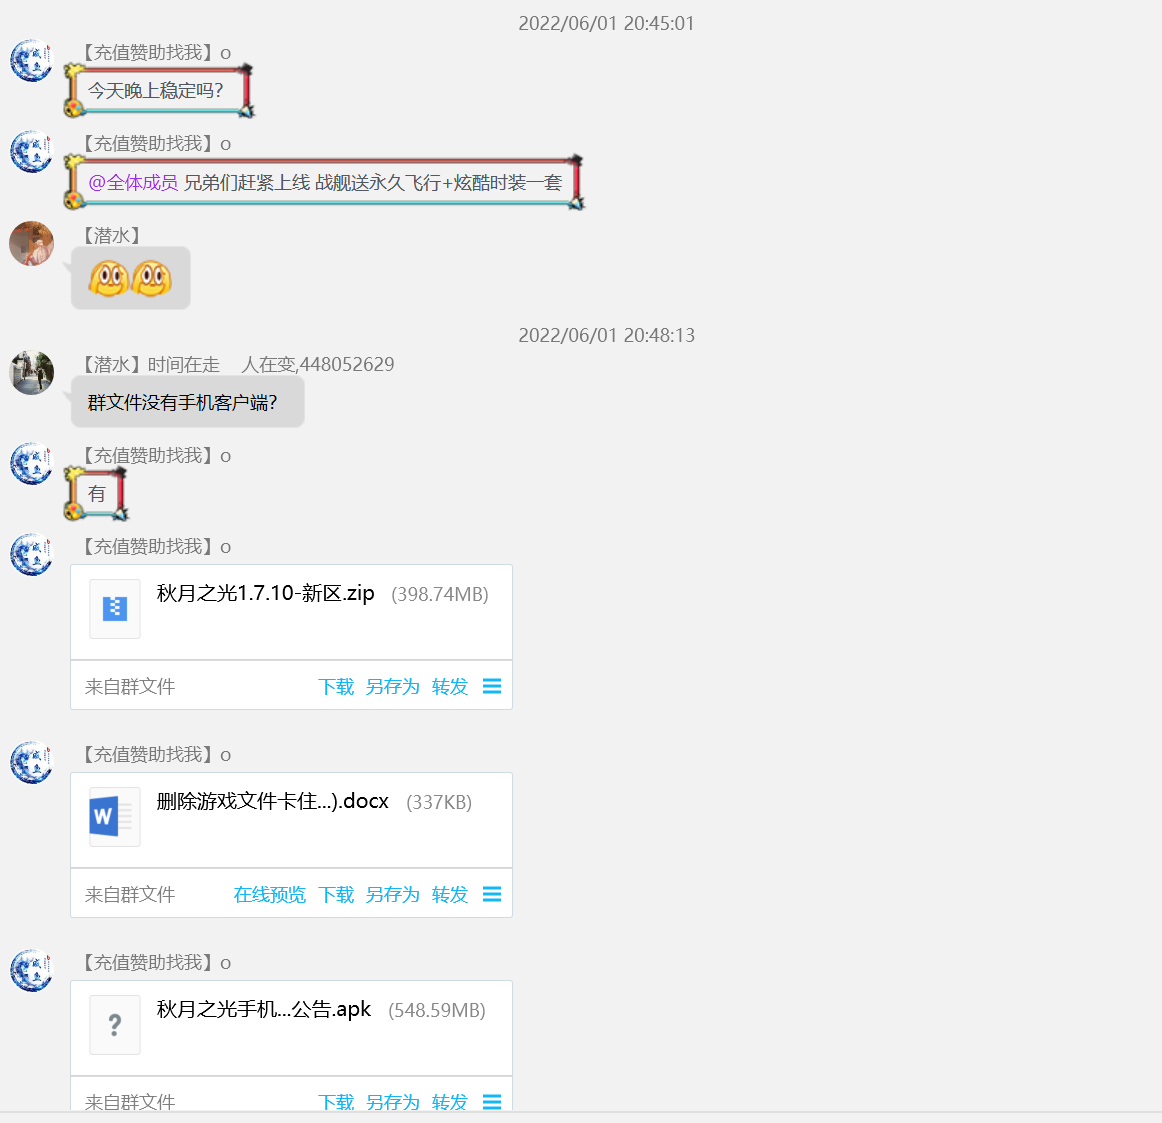 2022/06/01 20:45:01
【充值赞助找我】o
今天晚上稳定吗?
【充值赞助找我】o
@全体成员 兄弟们赶紧上线 战舰送永久飞行+炫酷时装一套
【潜水】
2022/06/01 20:48:13
【潜水】时间在走 人在变,448052629
群文件没有手机客户端?
【充值赞助找我】o
有
【充值赞助找我】o
秋月之光1.7.10-新区.zip (398.74MB)
来自群文件 下载 另存为 转发
【充值赞助找我】o
删除游戏文件卡住...).docx (337KB)
来自群文件 在线预览 下载 另存为 转发
【充值赞助找我】o
秋月之光手机...公告.apk (548.59MB)
来自群文件 下载 另存为 转发